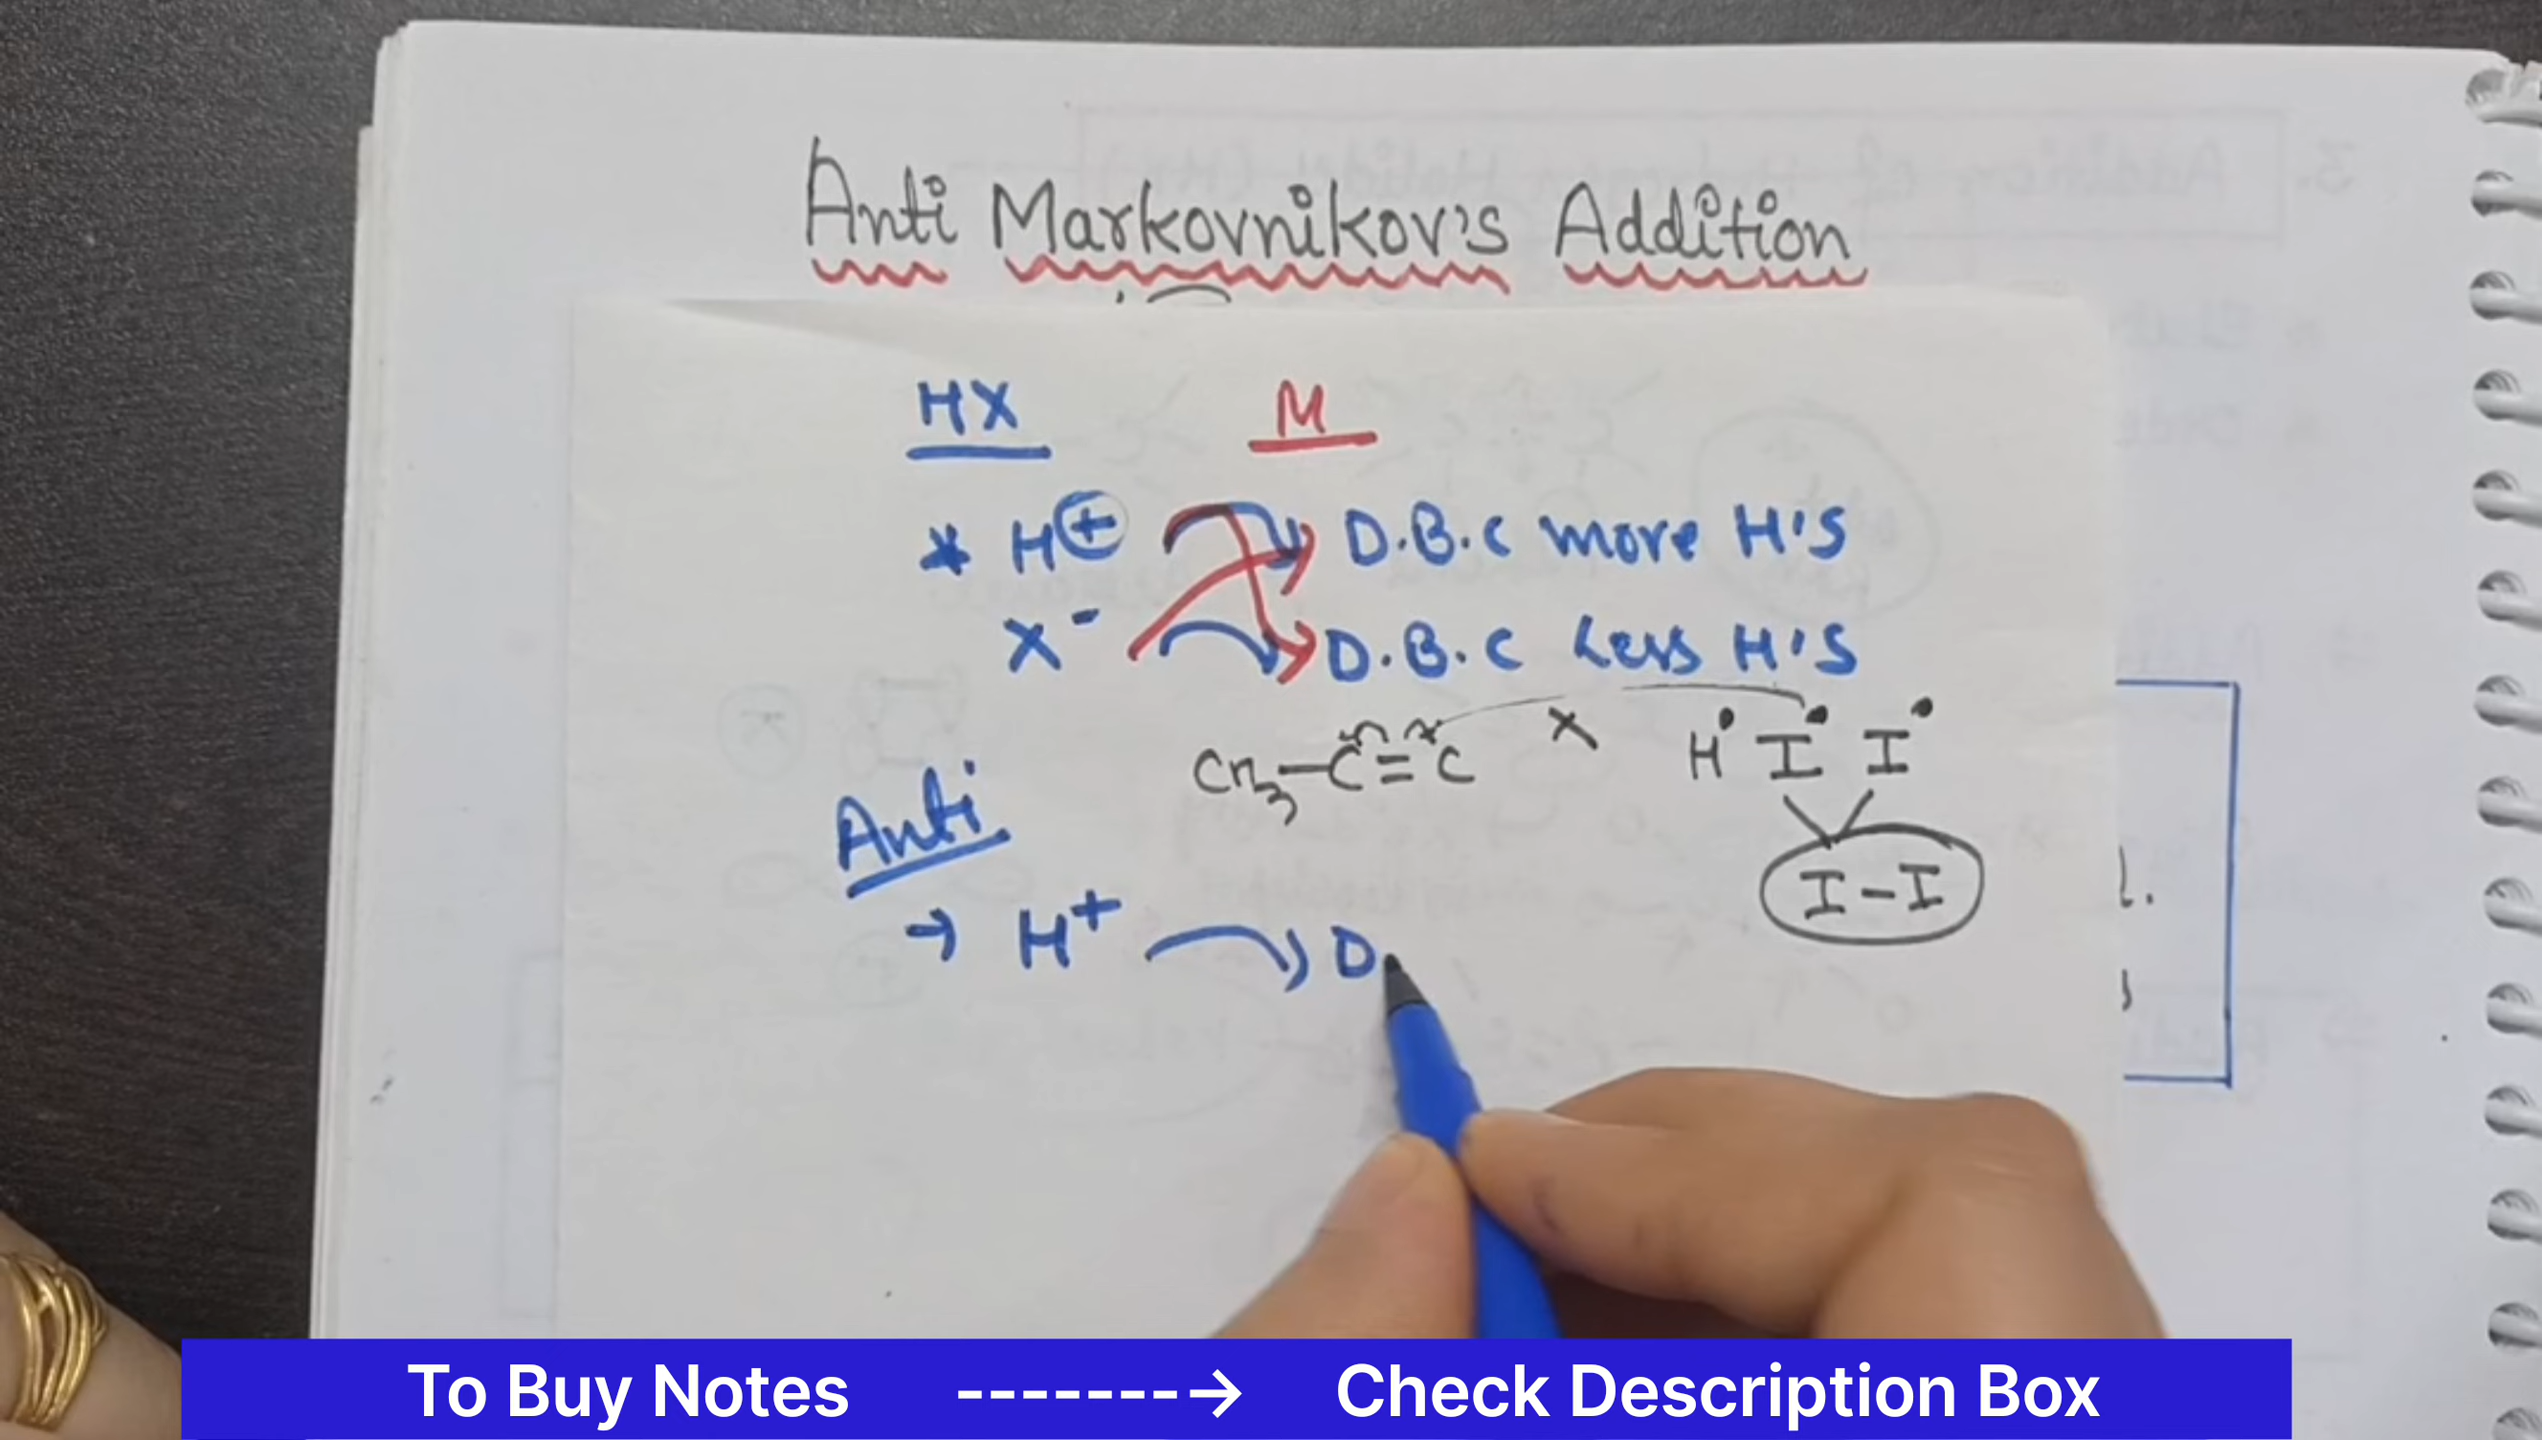 Anti Markovnikov's Addition
HX M
* H⊕ D.B.C more H'S
X⁻ D.B.C Less H'S
CH₃-C=C X H• I• I•
I-I
Anti
→ H⁺ D.
To Buy Notes -------→ Check Description Box